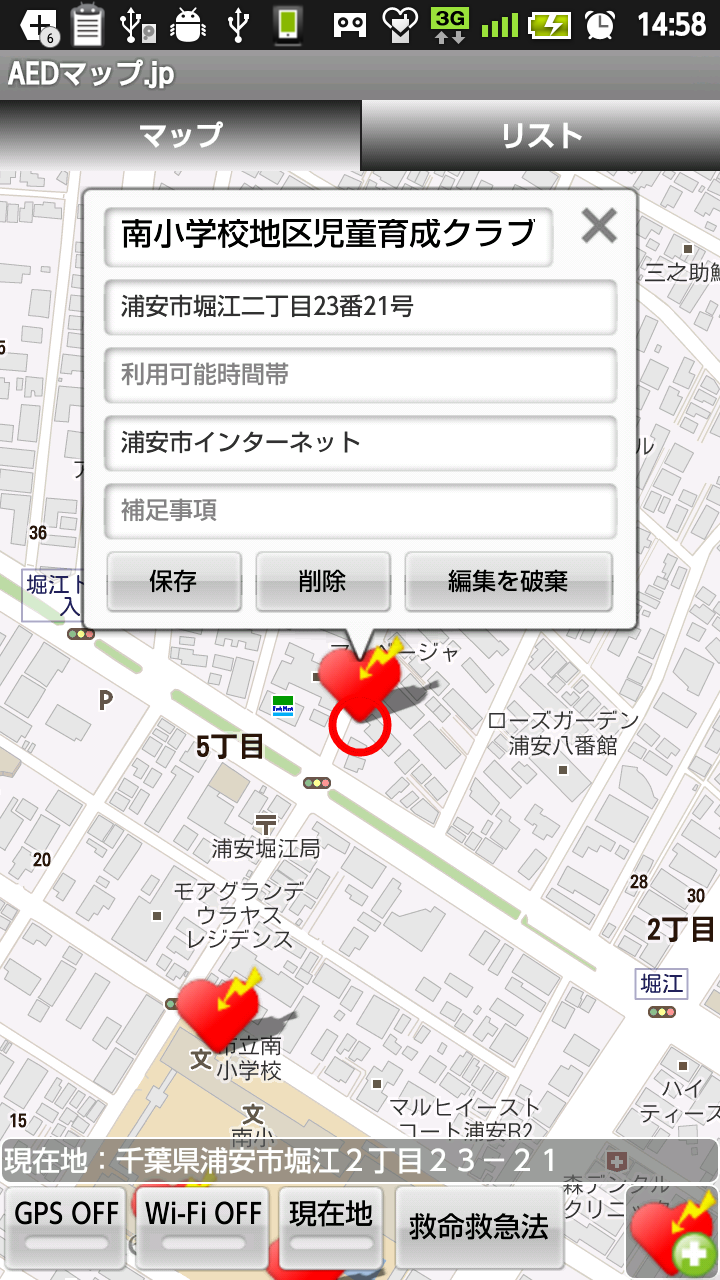 6
3G
14:58
AEDマップ.jp
マップ
リスト
南小学校地区児童育成クラブ
浦安市堀江二丁目23番21号
利用可能時間帯
浦安市インターネット
補足事項
保存
削除
編集を破棄
三之助鮨
ル
36
堀江ト
入
P
ローズガーデン
浦安八番館
5丁目
浦安堀江局
20
モアグランデ
ウラヤス
レジデンス
28
30
2丁目
堀江
市立南
文
小学校
文
南小
マルヒイースト
コート浦安B2
ハイ
ティース
15
現在地：千葉県浦安市堀江２丁目２３－２１
森デンタル
クリニック
GPS OFF
Wi-Fi OFF
現在地
救命救急法